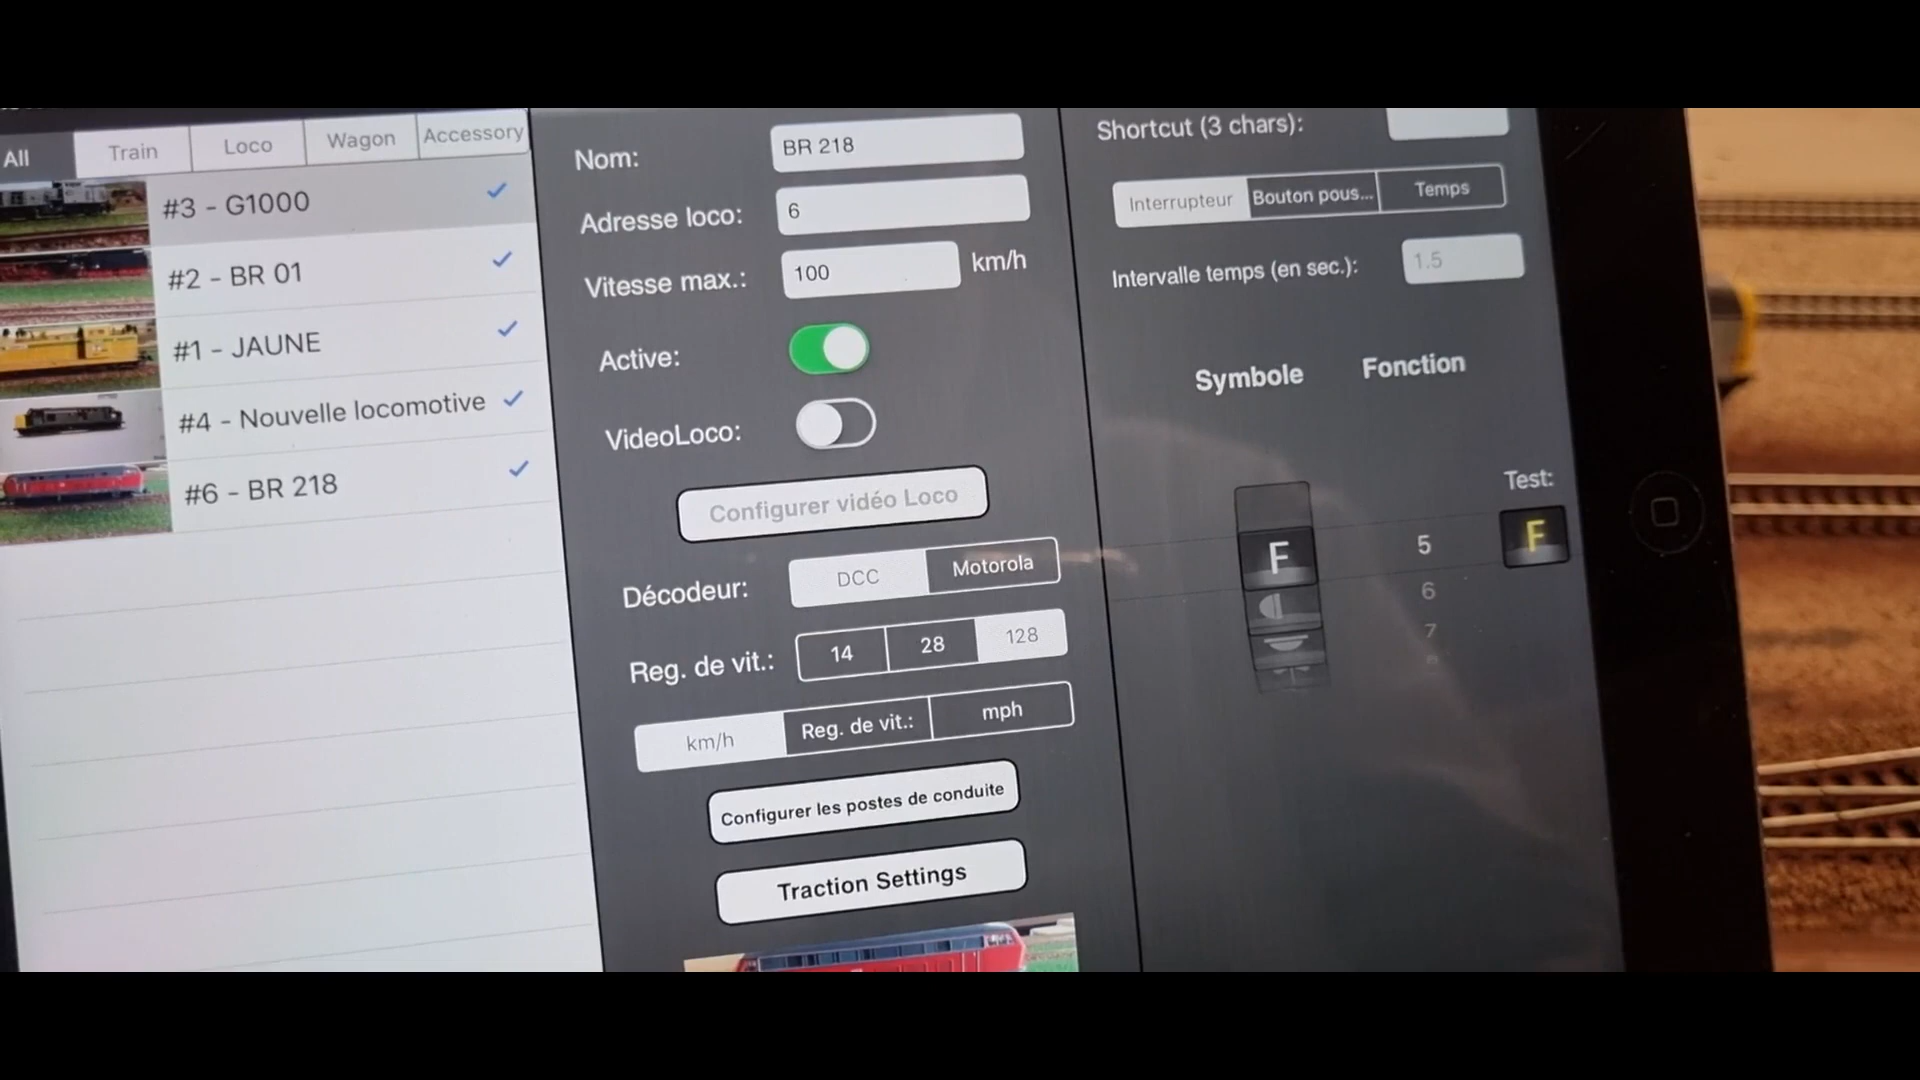 All
Train
Loco
Wagon
Accessory
#3 - G1000
#2 - BR 01
#1 - JAUNE
#4 - Nouvelle locomotive
#6 - BR 218
Nom:
BR 218
Adresse loco:
6
Vitesse max.:
100
km/h
Active:
VideoLoco:
Configurer vidéo Loco
Décodeur:
DCC
Motorola
Reg. de vit.:
14
28
128
km/h
Reg. de vit.:
mph
Configurer les postes de conduite
Traction Settings
Shortcut (3 chars):
Interrupteur
Bouton pous...
Temps
Intervalle temps (en sec.):
1.5
Symbole
Fonction
Test:
F
5
F
6
7